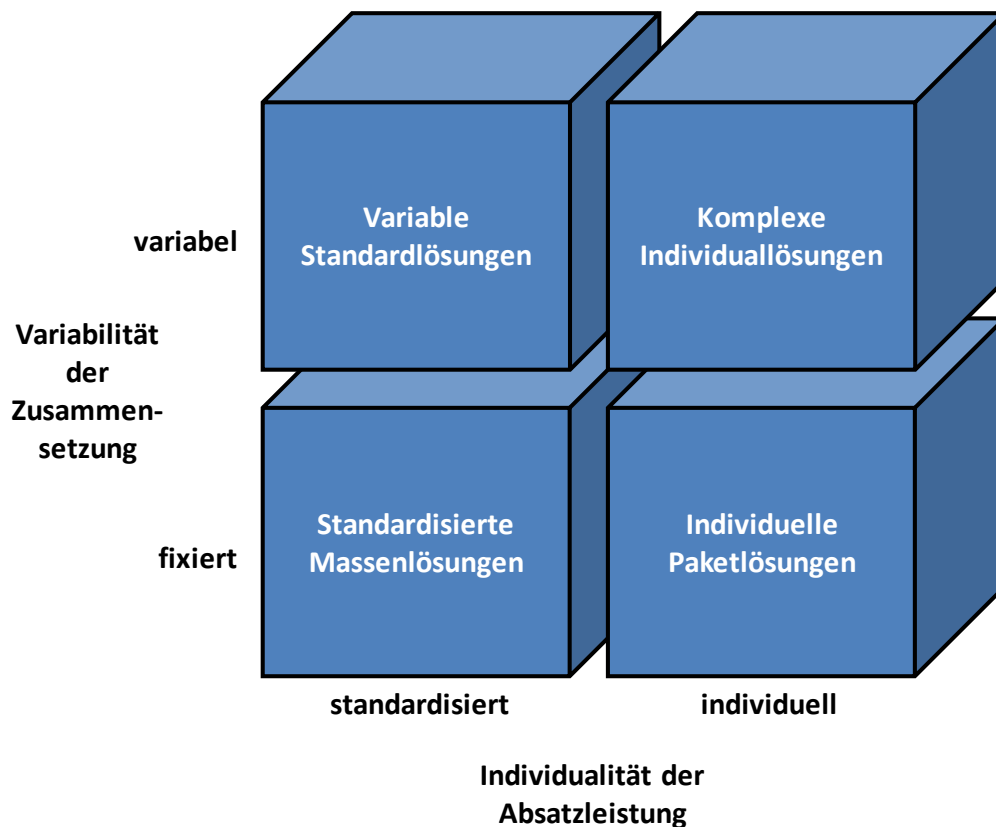 Variable
Standardlösungen
Komplexe
Individuallösungen
variabel
Variabilität
der
Zusammen-
setzung
Standardisierte
Massenlösungen
Individuelle
Paketlösungen
fixiert
standardisiert
individuell
Individualität der
Absatzleistung